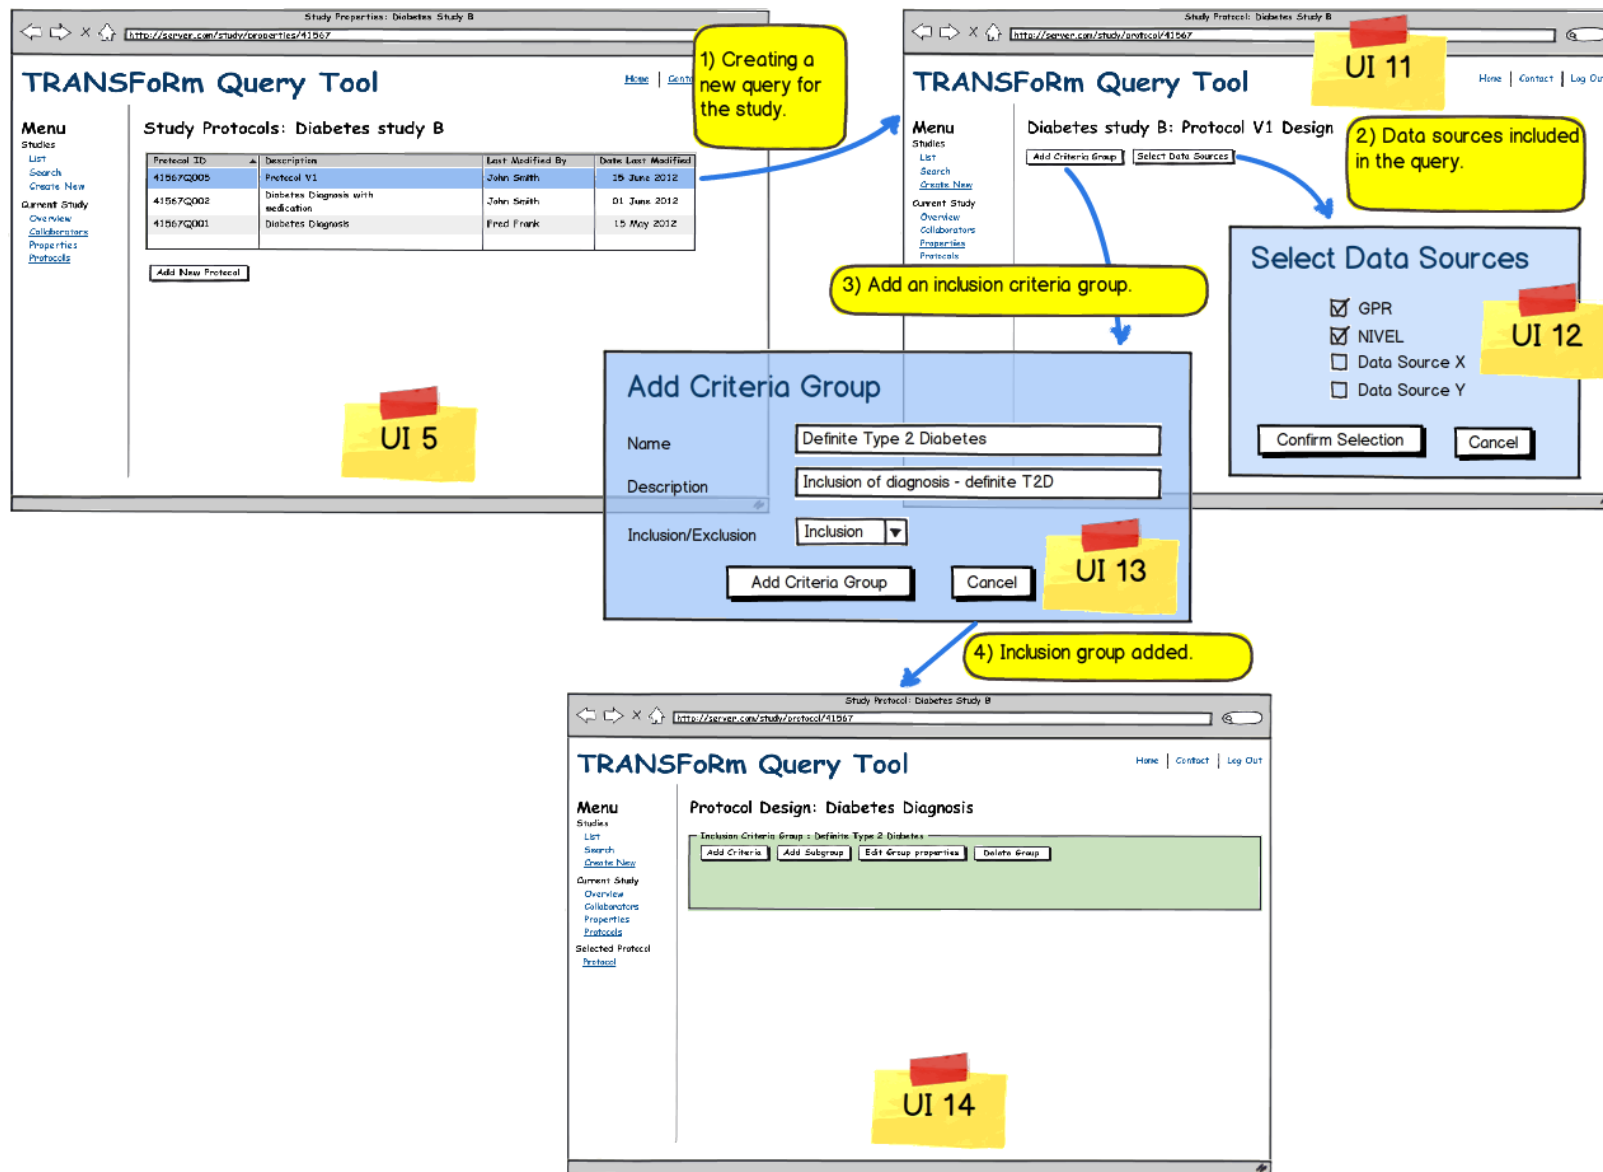 Study Properties: Diabetes Study B
http://server.com/study/properties/41567
TRANSFoRm Query Tool
Home
Menu
Studies
List
Search
Create New
Current Study
Overview
Collaborators
Properties
Protocols
Study Protocols: Diabetes study B
Protocol ID Description Last Modified By Date Last Modified
41567Q005 Protocol V1 John Smith 15 June 2012
41567Q002 Diabetes Diagnosis with medication John Smith 01 June 2012
41567Q001 Diabetes Diagnosis Fred Frank 15 May 2012
Add New Protocol
UI 5
1) Creating a
new query for
the study.
Study Protocol: Diabetes Study B
http://server.com/study/protocol/41567
UI 11
TRANSFoRm Query Tool
Home Contact Log Out
Menu
Studies
List
Search
Create New
Current Study
Overview
Collaborators
Properties
Protocols
Diabetes study B: Protocol V1 Design
Add Criteria Group Select Data Sources
2) Data sources included
in the query.
Select Data Sources
GPR
NIVEL
Data Source X
Data Source Y
Confirm Selection Cancel
UI 12
3) Add an inclusion criteria group.
Add Criteria Group
Name Definite Type 2 Diabetes
Description Inclusion of diagnosis - definite T2D
Inclusion/Exclusion Inclusion
Add Criteria Group Cancel
UI 13
4) Inclusion group added.
Study Protocol: Diabetes Study B
http://server.com/study/protocol/41567
TRANSFoRm Query Tool
Home Contact Log Out
Menu
Studies
List
Search
Create New
Current Study
Overview
Collaborators
Properties
Protocols
Selected Protocol
Protocol
Protocol Design: Diabetes Diagnosis
Inclusion Criteria Group : Definite Type 2 Diabetes
Add Criteria Add Subgroup Edit Group properties Delete Group
UI 14